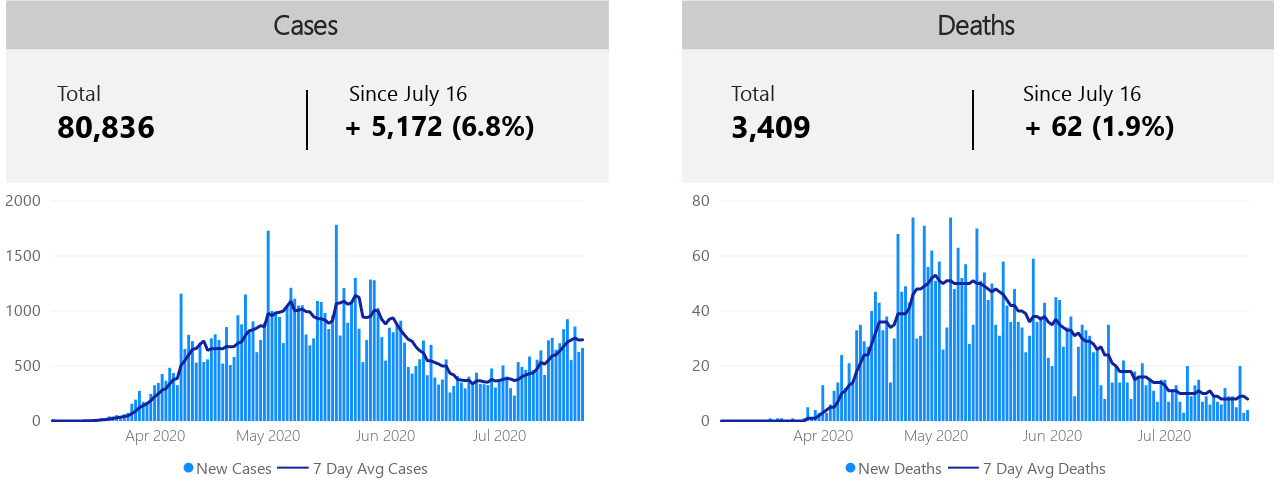 Cases
Total
80,836
Since July 16
+ 5,172 (6.8%)
2000
1500
1000
500
0
Apr 2020 May 2020 Jun 2020 Jul 2020
New Cases 7 Day Avg Cases
Deaths
Total
3,409
Since July 16
+ 62 (1.9%)
80
60
40
20
0
Apr 2020 May 2020 Jun 2020 Jul 2020
New Deaths 7 Day Avg Deaths